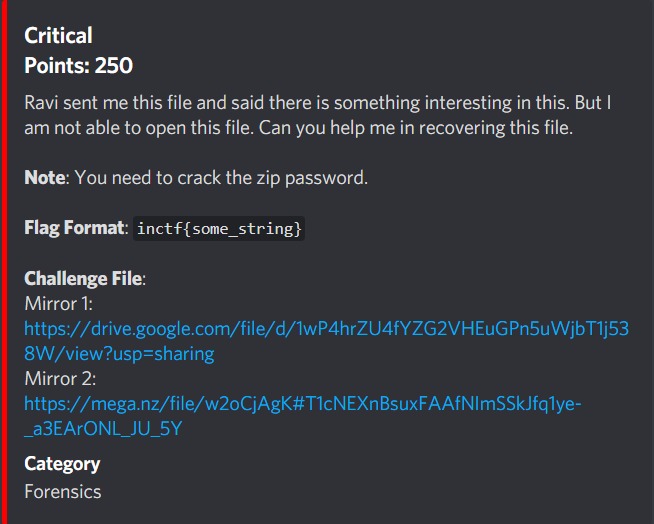 Critical
Points: 250
Ravi sent me this file and said there is something interesting in this. But I
am not able to open this file. Can you help me in recovering this file.
Note: You need to crack the zip password.
Flag Format: inctf{some_string}
Challenge File:
Mirror 1:
https://drive.google.com/file/d/1wP4hrZU4fYZG2VHEuGPn5uWjbT1j53
8W/view?usp=sharing
Mirror 2:
https://mega.nz/file/w2oCjAgK#T1cNEXnBsuxFAAfNlmSSkJfq1ye-
_a3EArONL_JU_5Y
Category
Forensics